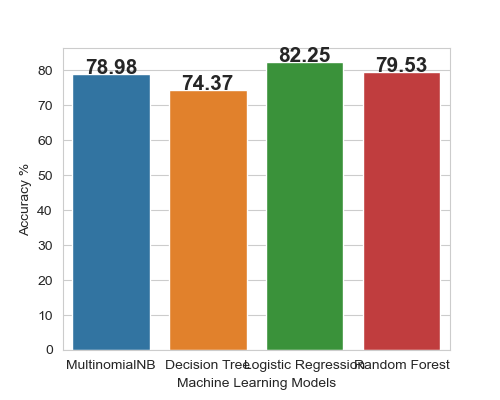 78.98
74.37
82.25
79.53
80
70
60
50
40
30
20
10
0
Accuracy %
MultinomialNB
Decision Tree
Logistic Regression
Random Forest
Machine Learning Models